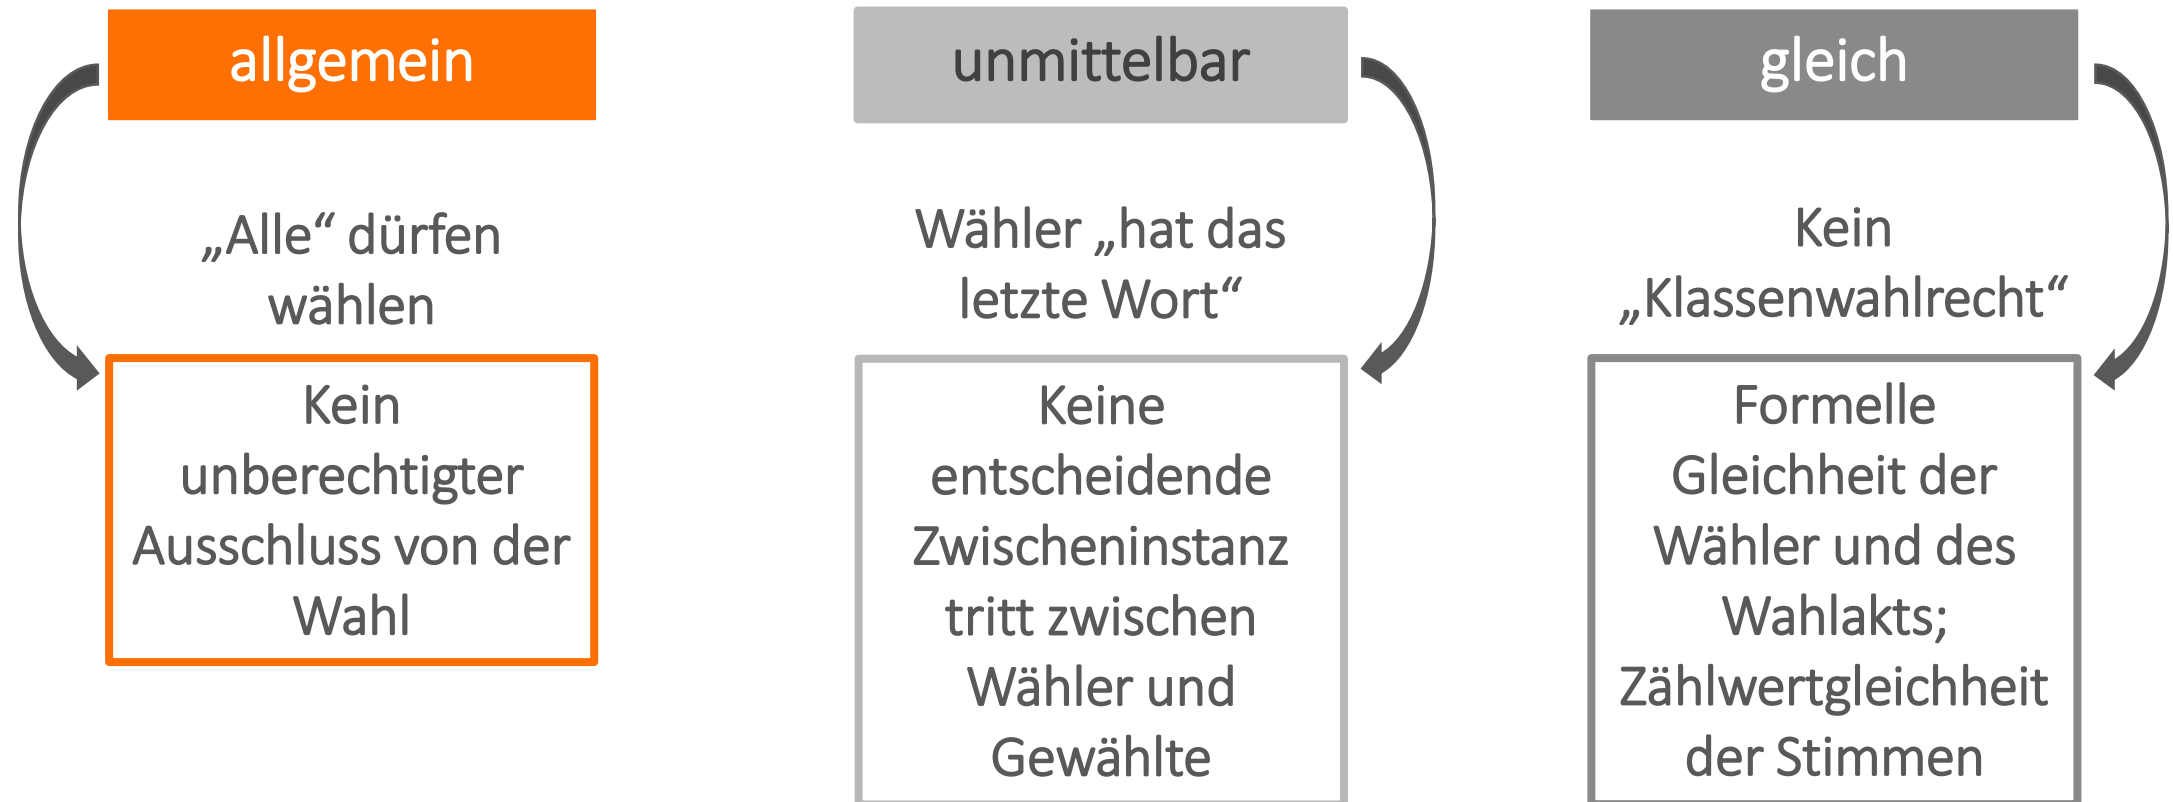 allgemein
„Alle“ dürfen
wählen
Kein
unberechtigter
Ausschluss von der
Wahl
unmittelbar
Wähler „hat das
letzte Wort“
Keine
entscheidende
Zwischeninstanz
tritt zwischen
Wähler und
Gewählte
gleich
Kein
„Klassenwahlrecht“
Formelle
Gleichheit der
Wähler und des
Wahlakts;
Zählwertgleichheit
der Stimmen